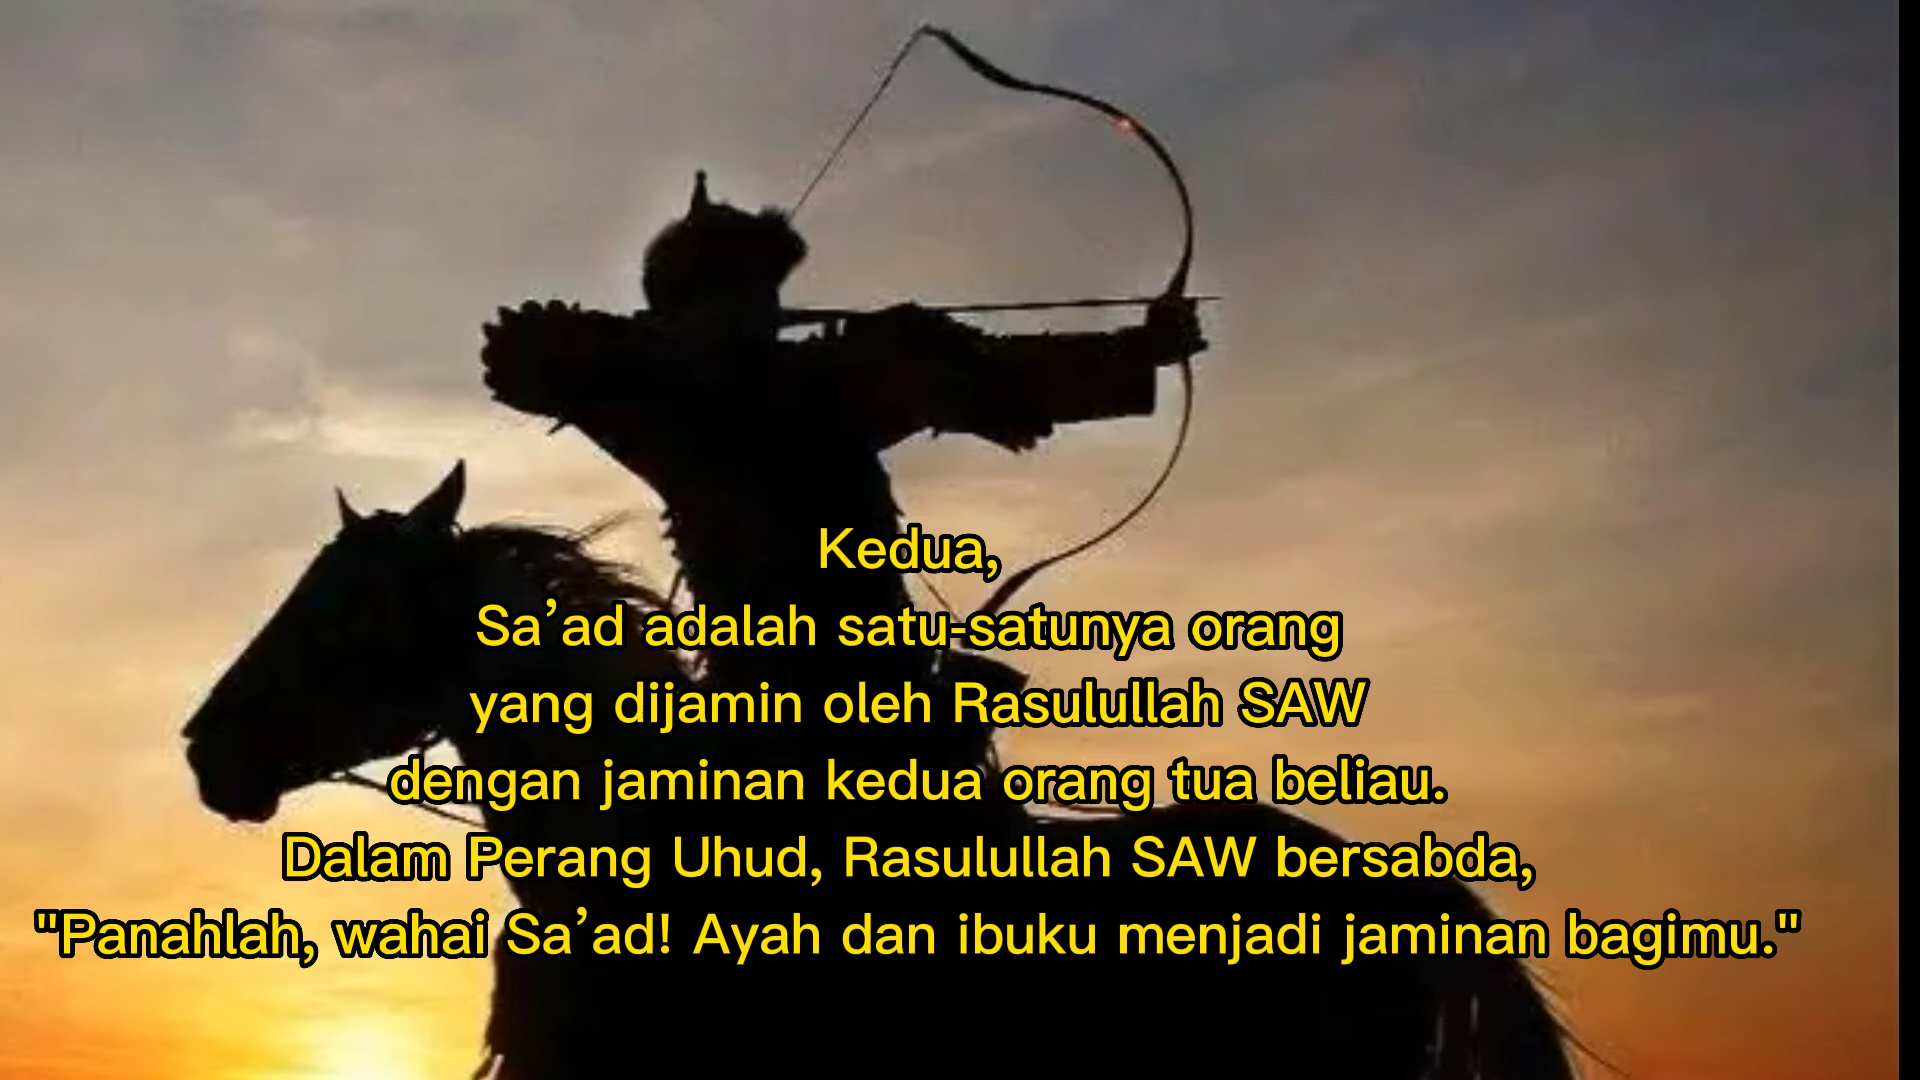 Kedua,
Sa’ad adalah satu-satunya orang
yang dijamin oleh Rasulullah SAW
dengan jaminan kedua orang tua beliau.
Dalam Perang Uhud, Rasulullah SAW bersabda,
"Panahlah, wahai Sa’ad! Ayah dan ibuku menjadi jaminan bagimu."